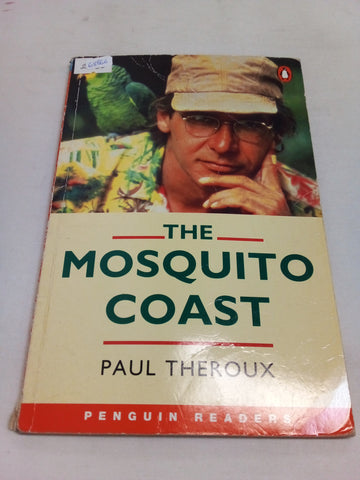 THE
MOSQUITO
COAST
PAUL THEROUX
PENGUIN READERS